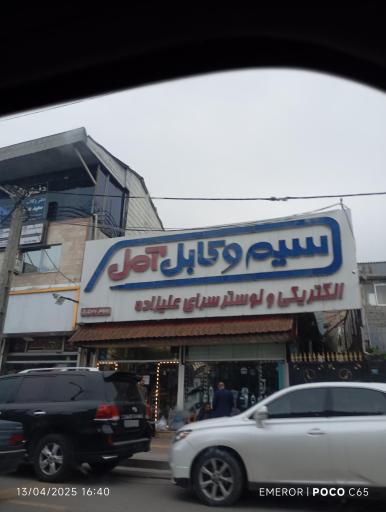 سیم و کابل آمل
الکتریکی و لوستر سرای علیزاده
13/04/2025 16:40
EMEROR | POCO C65